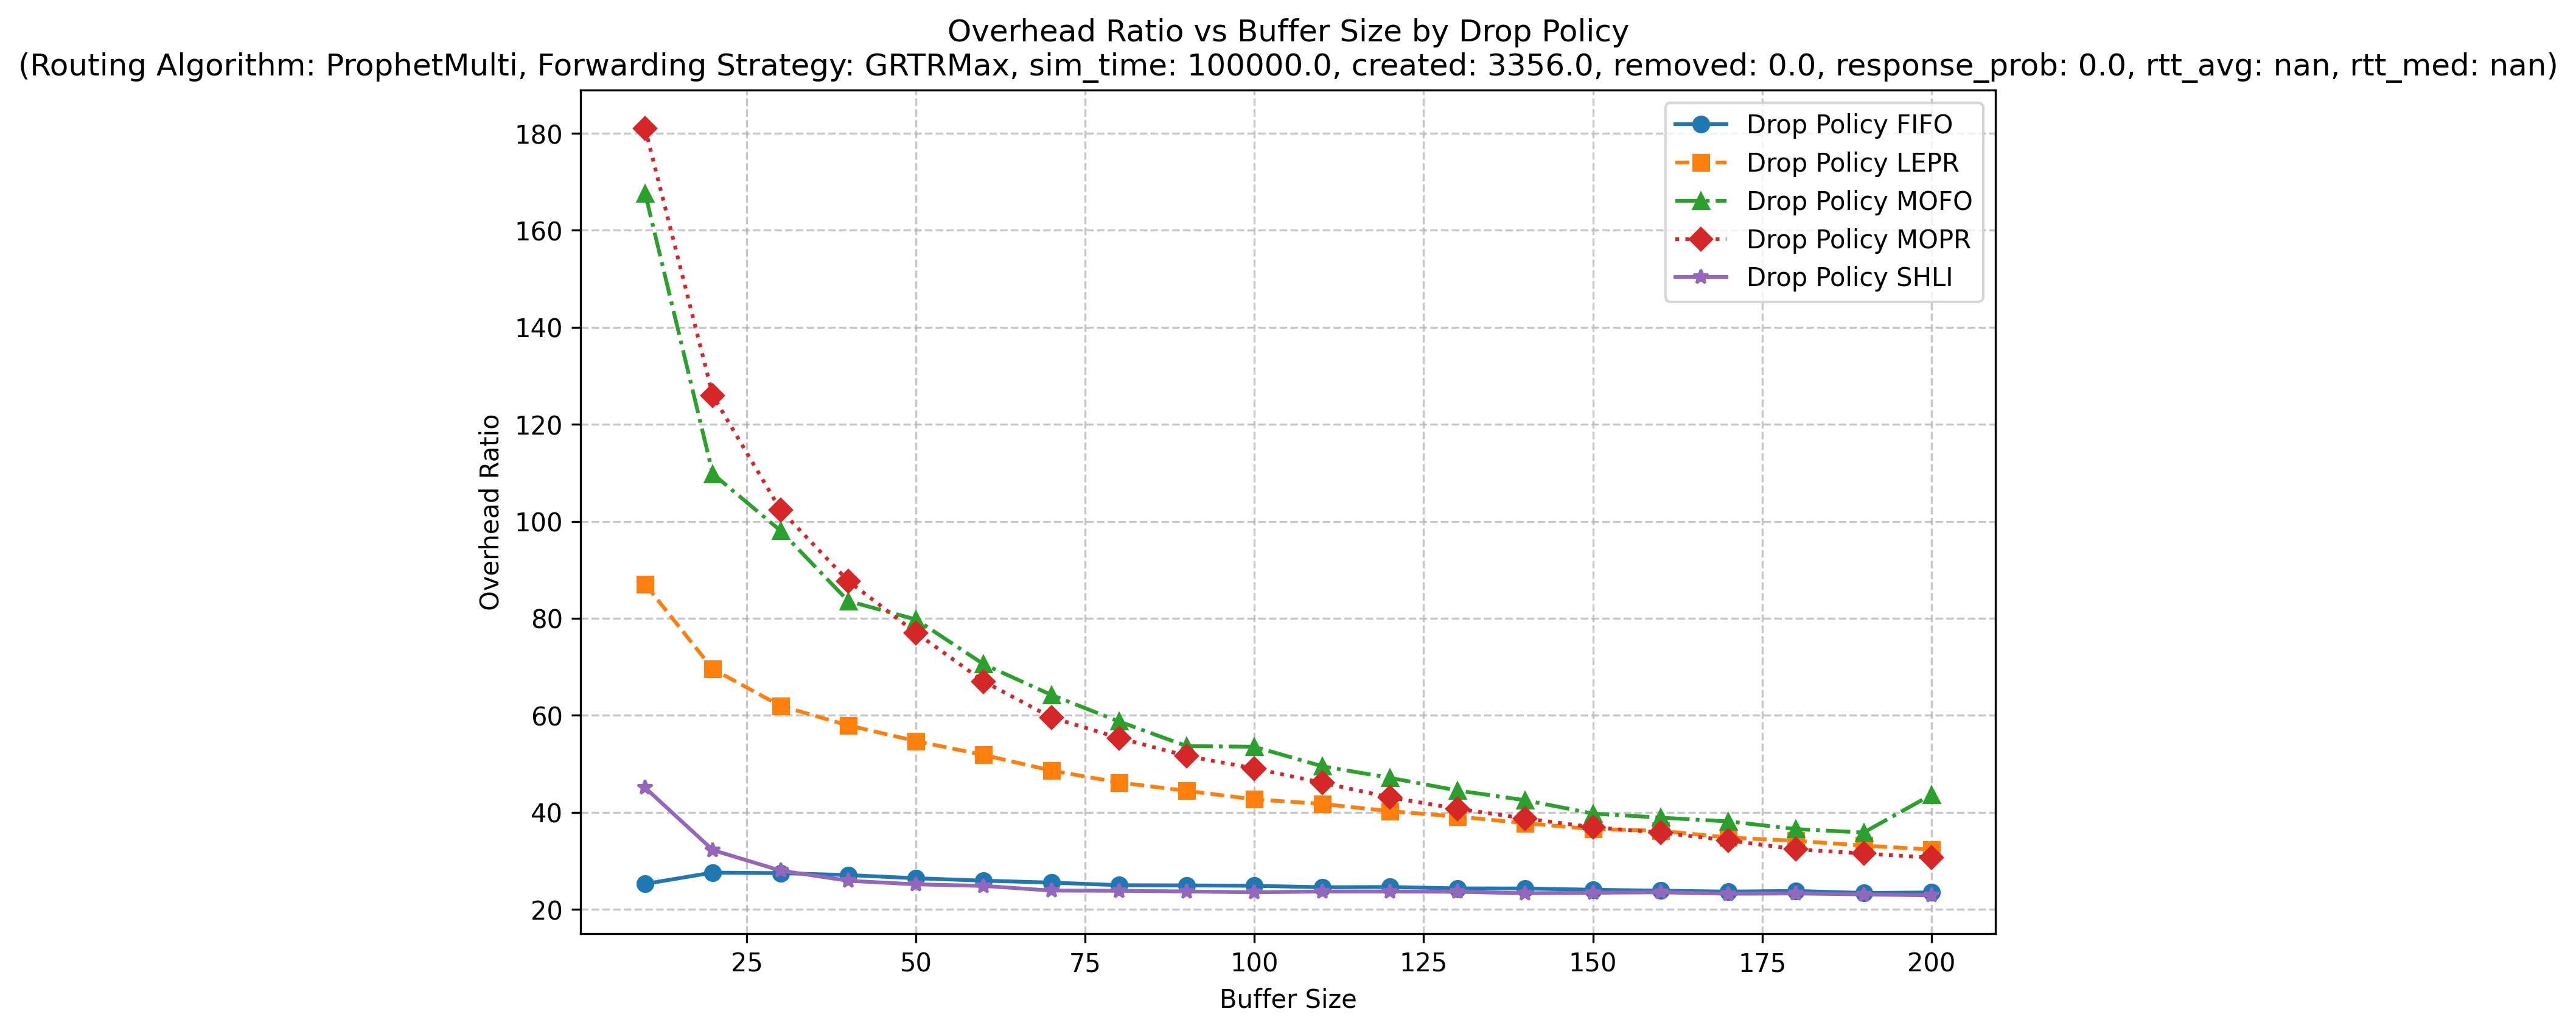 Overhead Ratio vs Buffer Size by Drop Policy
(Routing Algorithm: ProphetMulti, Forwarding Strategy: GRTRMax, sim_time: 100000.0, created: 3356.0, removed: 0.0, response_prob: 0.0, rtt_avg: nan, rtt_med: nan)
Drop Policy FIFO
Drop Policy LEPR
Drop Policy MOFO
Drop Policy MOPR
Drop Policy SHLI
Overhead Ratio
180
160
140
120
100
80
60
40
20
25 50 75 100 125 150 175 200
Buffer Size